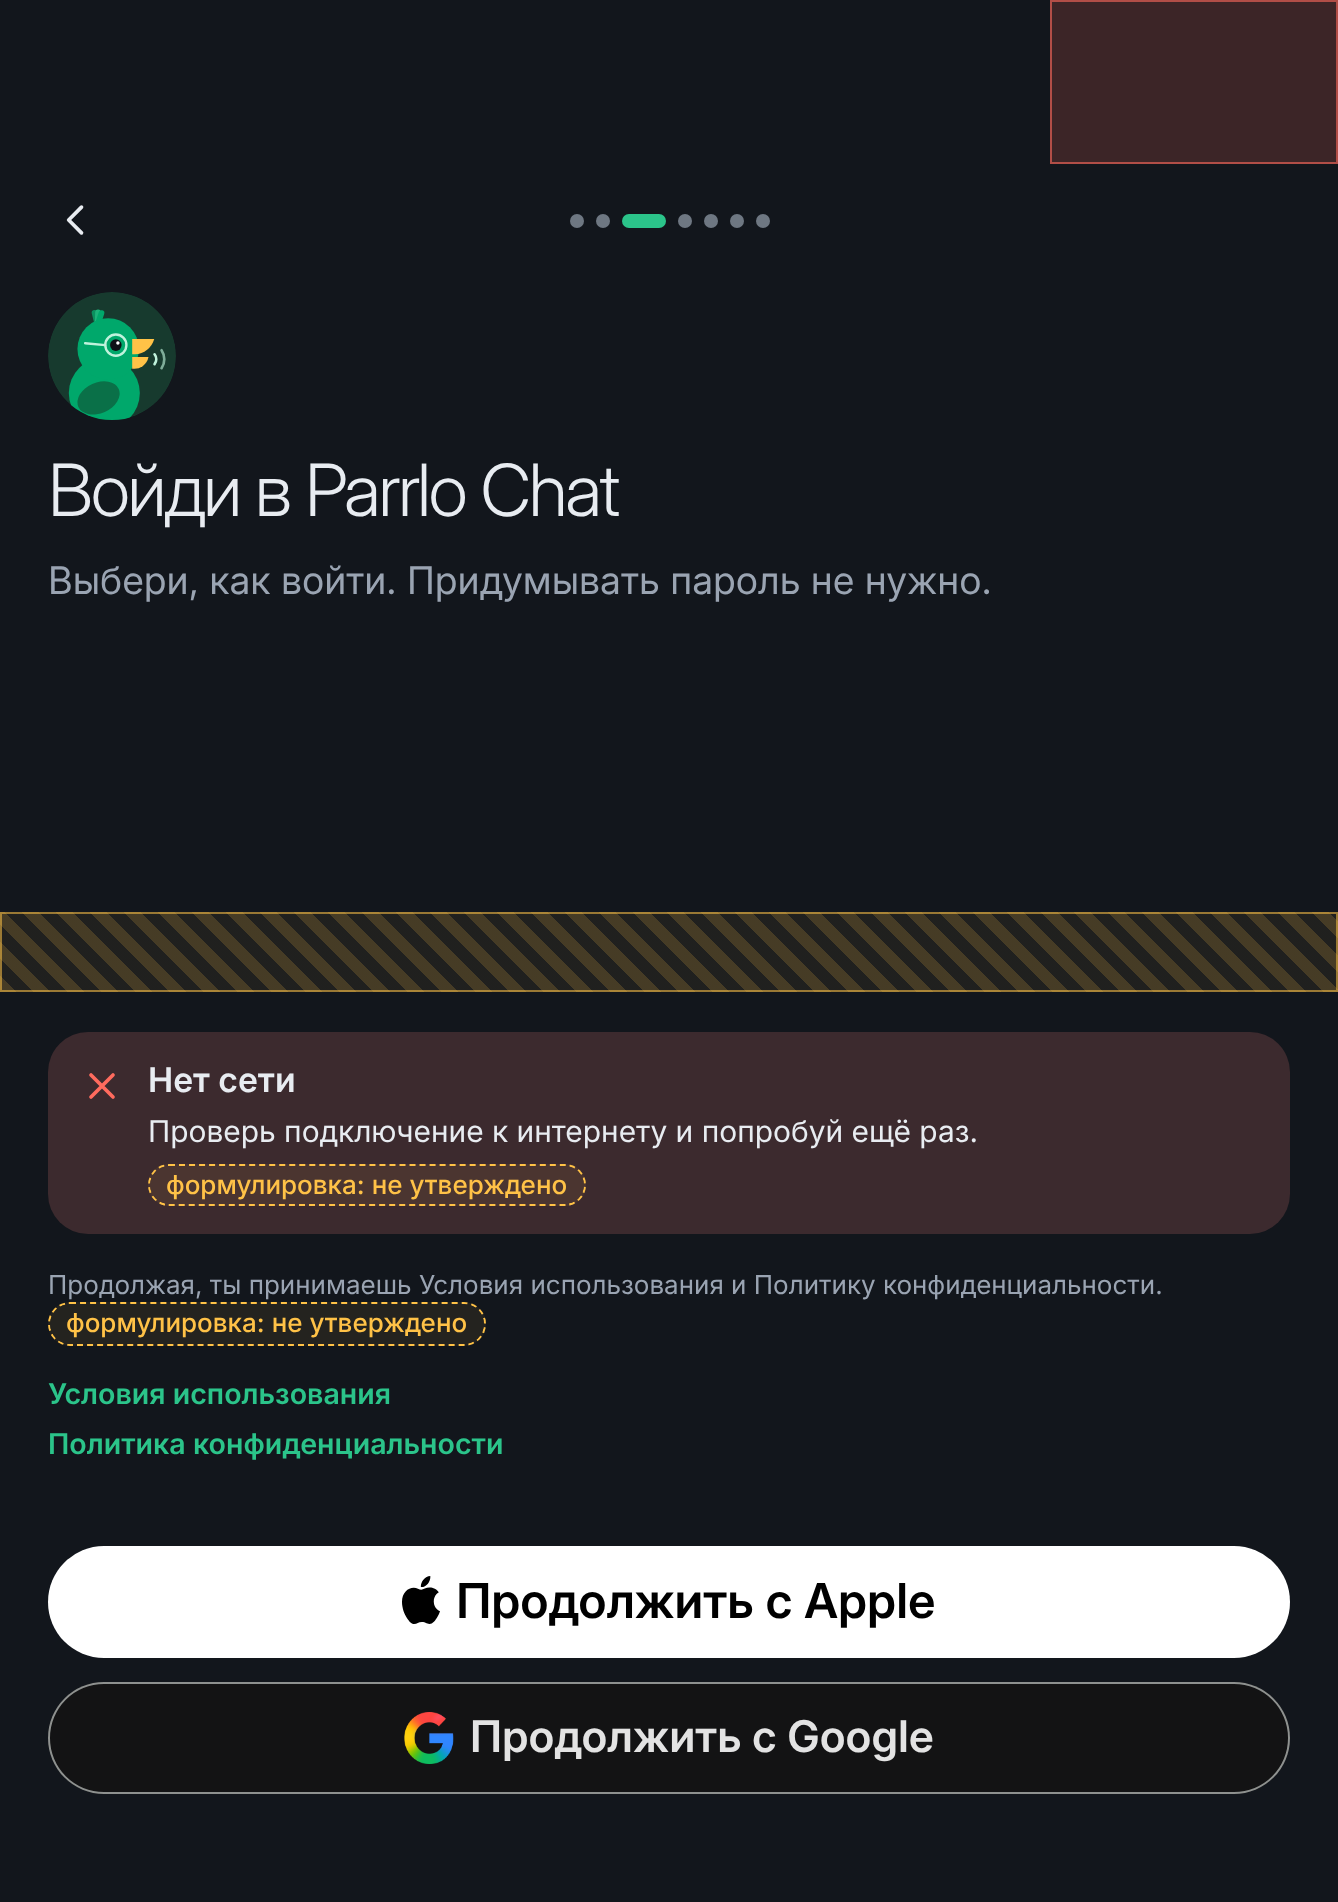 Войди в Parrlo Chat
Выбери, как войти. Придумывать пароль не нужно.
Нет сети
Проверь подключение к интернету и попробуй ещё раз.
формулировка: не утверждено
Продолжая, ты принимаешь Условия использования и Политику конфиденциальности.
формулировка: не утверждено
Условия использования
Политика конфиденциальности
Продолжить с Apple
Продолжить с Google